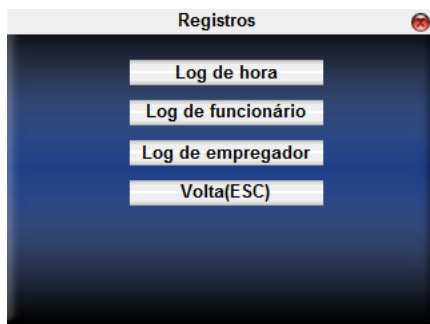 Registros
Log de hora
Log de funcionário
Log de empregador
Volta(ESC)